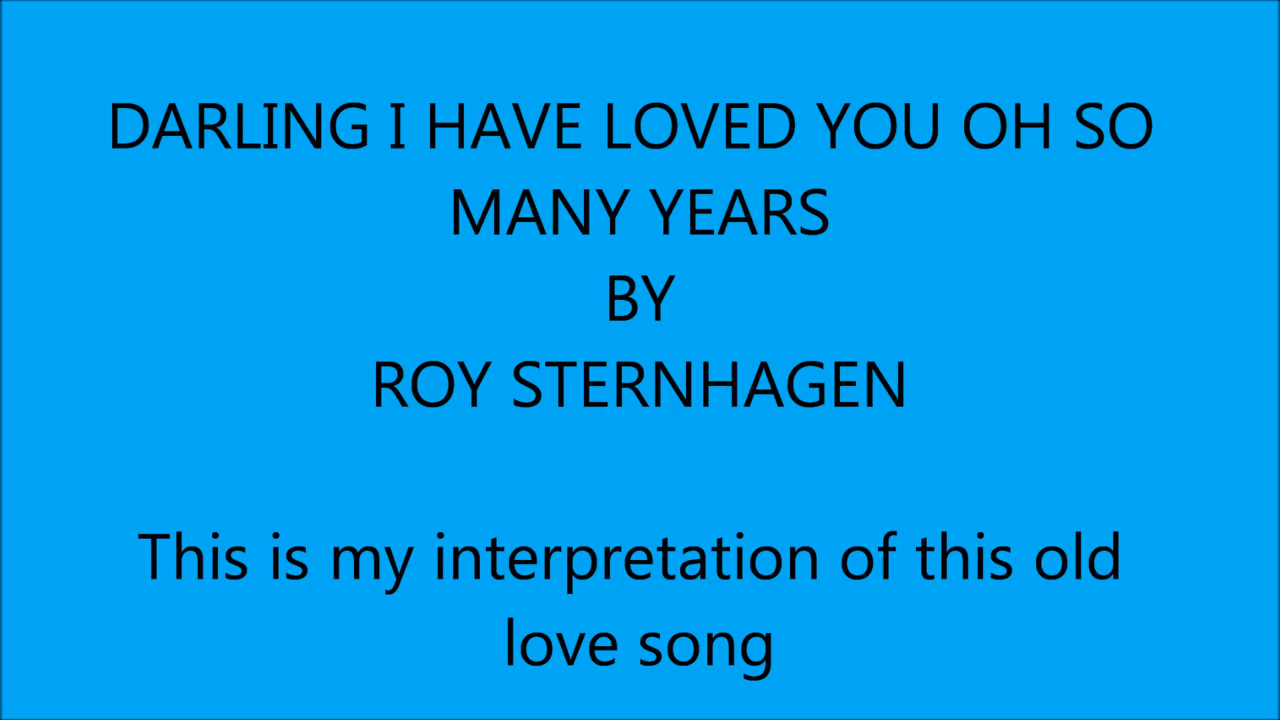 DARLING I HAVE LOVED YOU OH SO
MANY YEARS
BY
ROY STERNHAGEN
This is my interpretation of this old
love song